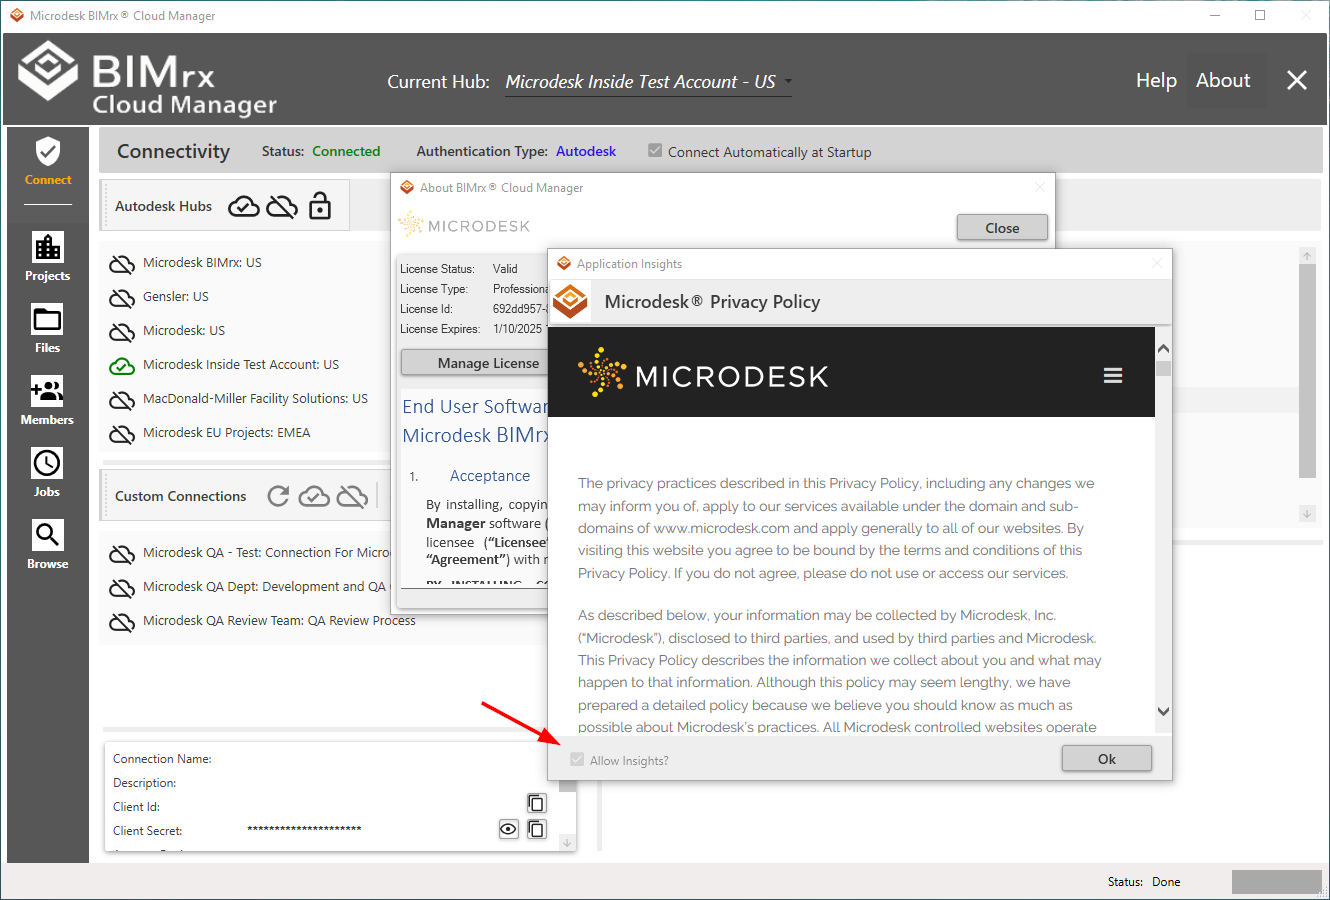 Microdesk BIMrx® Cloud Manager
BIMrx
Cloud Manager
Current Hub: Microdesk Inside Test Account - US
Help About
Connectivity Status: Connected Authentication Type: Autodesk Connect Automatically at Startup
Connect
Projects
Files
Members
Jobs
Browse
Autodesk Hubs
Microdesk BIMrx: US
Gensler: US
Microdesk: US
Microdesk Inside Test Account: US
MacDonald-Miller Facility Solutions: US
Microdesk EU Projects: EMEA
Custom Connections
Microdesk QA - Test: Connection For Micro
Microdesk QA Dept: Development and QA
Microdesk QA Review Team: QA Review Process
Connection Name:
Description:
Client Id:
Client Secret: *********************
About BIMrx® Cloud Manager
MICRODESK
Close
License Status: Valid
License Type: Professiona
License Id: 692dd957-
License Expires: 1/10/2025
Manage License
End User Softwar
Microdesk BIMrx
1. Acceptance
By installing, copyin
Manager software (
licensee (“Licensee”
“Agreement”) with
BY INSTALLING, CO
Application Insights
Microdesk® Privacy Policy
MICRODESK
The privacy practices described in this Privacy Policy, including any changes we
may inform you of, apply to our services available under the domain and sub-
domains of www.microdesk.com and apply generally to all of our websites. By
visiting this website you agree to be bound by the terms and conditions of this
Privacy Policy. If you do not agree, please do not use or access our services.
As described below, your information may be collected by Microdesk, Inc.
(“Microdesk”), disclosed to third parties, and used by third parties and Microdesk.
This Privacy Policy describes the information we collect about you and what may
happen to that information. Although this policy may seem lengthy, we have
prepared a detailed policy because we believe you should know as much as
possible about Microdesk’s practices. All Microdesk controlled websites operate
Allow Insights?
Ok
Status: Done